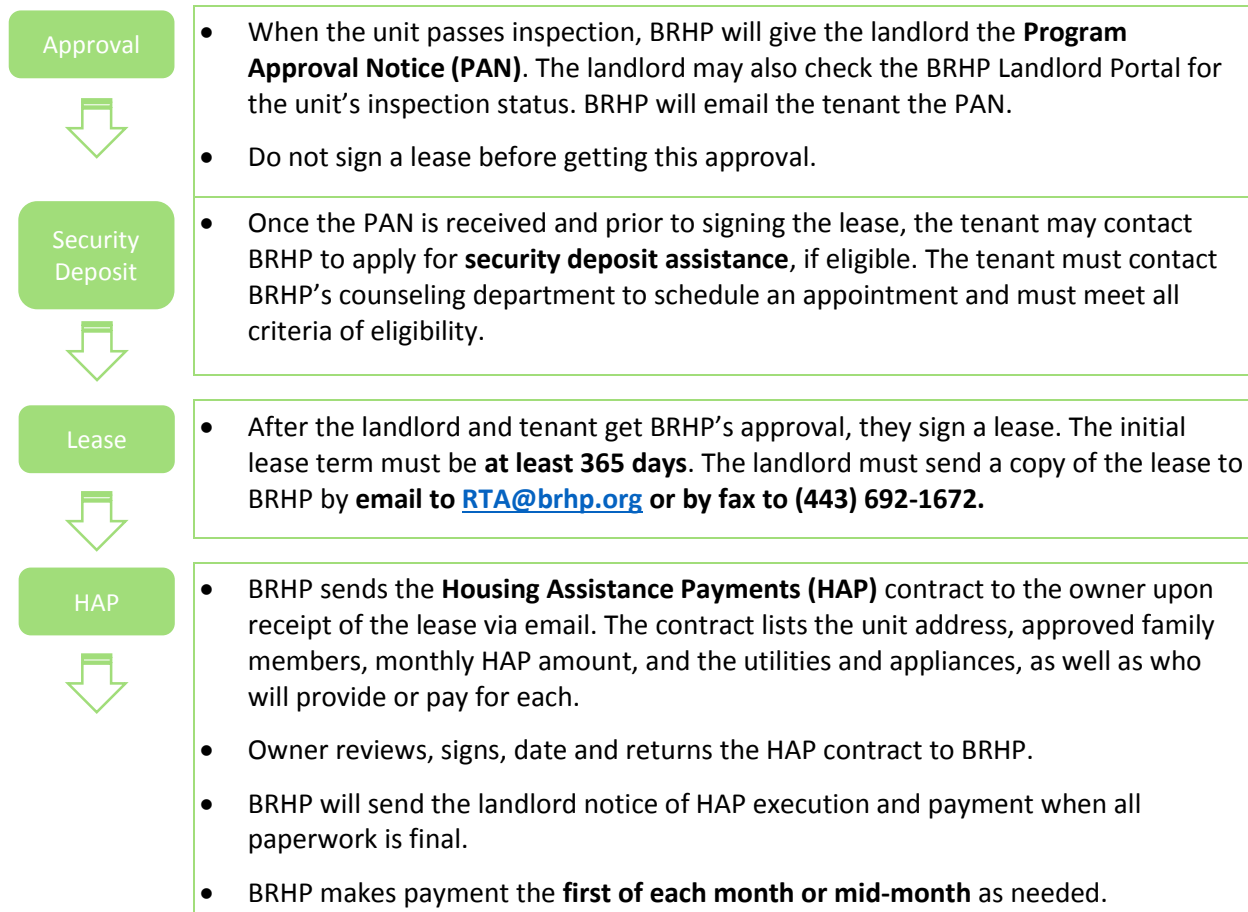 Approval
• When the unit passes inspection, BRHP will give the landlord the Program
Approval Notice (PAN). The landlord may also check the BRHP Landlord Portal for
the unit’s inspection status. BRHP will email the tenant the PAN.
• Do not sign a lease before getting this approval.
Security
Deposit
• Once the PAN is received and prior to signing the lease, the tenant may contact
BRHP to apply for security deposit assistance, if eligible. The tenant must contact
BRHP’s counseling department to schedule an appointment and must meet all
criteria of eligibility.
Lease
• After the landlord and tenant get BRHP’s approval, they sign a lease. The initial
lease term must be at least 365 days. The landlord must send a copy of the lease to
BRHP by email to RTA@brhp.org or by fax to (443) 692-1672.
HAP
• BRHP sends the Housing Assistance Payments (HAP) contract to the owner upon
receipt of the lease via email. The contract lists the unit address, approved family
members, monthly HAP amount, and the utilities and appliances, as well as who
will provide or pay for each.
• Owner reviews, signs, date and returns the HAP contract to BRHP.
• BRHP will send the landlord notice of HAP execution and payment when all
paperwork is final.
• BRHP makes payment the first of each month or mid-month as needed.